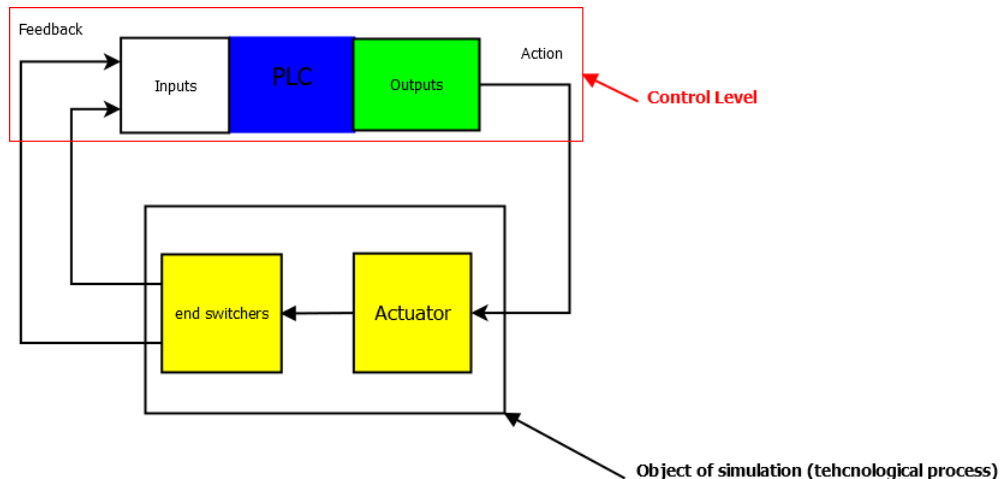 Feedback
Inputs
PLC
Outputs
Action
Control Level
end switchers
Actuator
Object of simulation (tehcnological process)